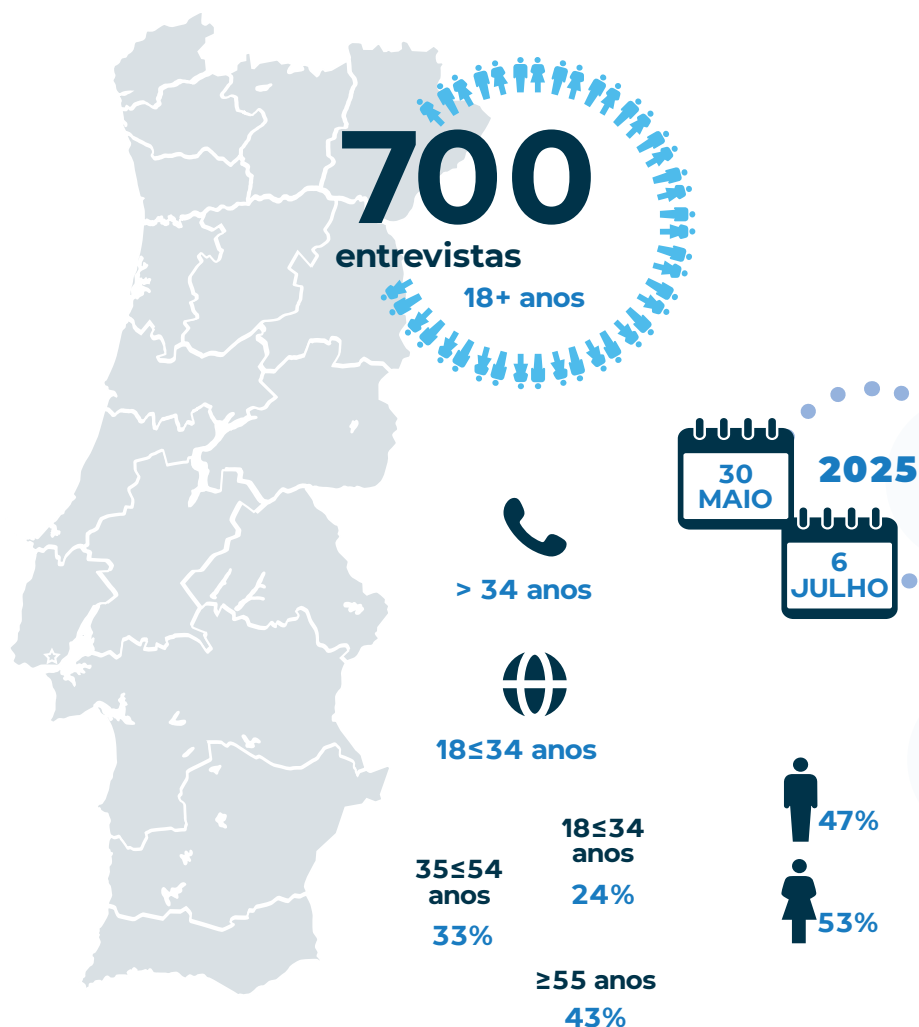 700
entrevistas
18+ anos
30
MAIO
2025
6
JULHO
> 34 anos
18≤34 anos
47%
18≤34
anos
24%
35≤54
anos
33%
53%
≥55 anos
43%